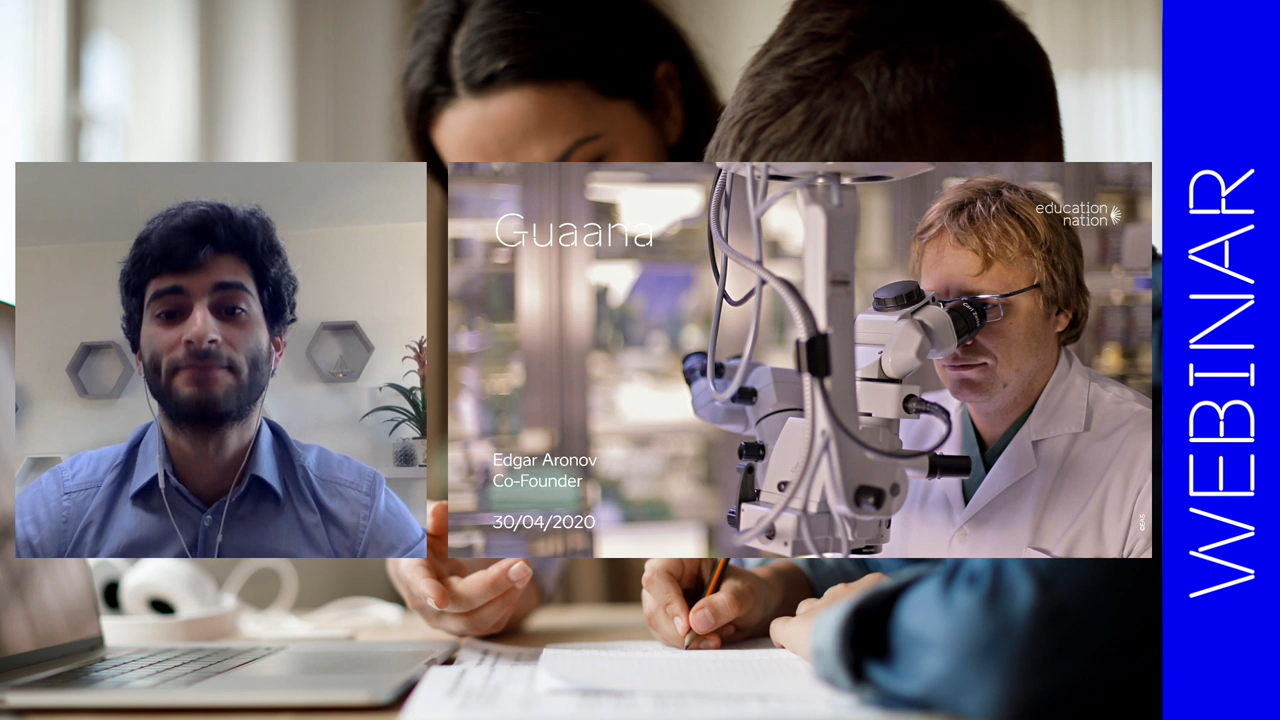 Guaana
education
nation
Edgar Aronov
Co-Founder
30/04/2020
WEBINAR